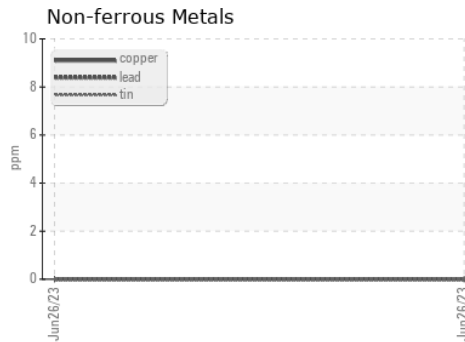 Non-ferrous Metals
10
8
6
4
2
0
ppm
copper
lead
tin
Jun26/23
Jun26/23